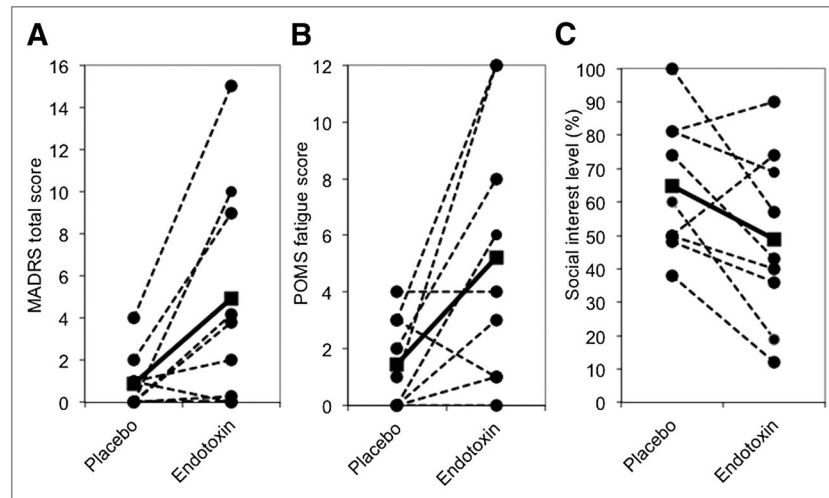 A
MADRS total score
16
14
12
10
8
6
4
2
0
Placebo
Endotoxin
B
POMS fatigue score
12
10
8
6
4
2
0
Placebo
Endotoxin
C
Social interest level (%)
100
90
80
70
60
50
40
30
20
10
0
Placebo
Endotoxin